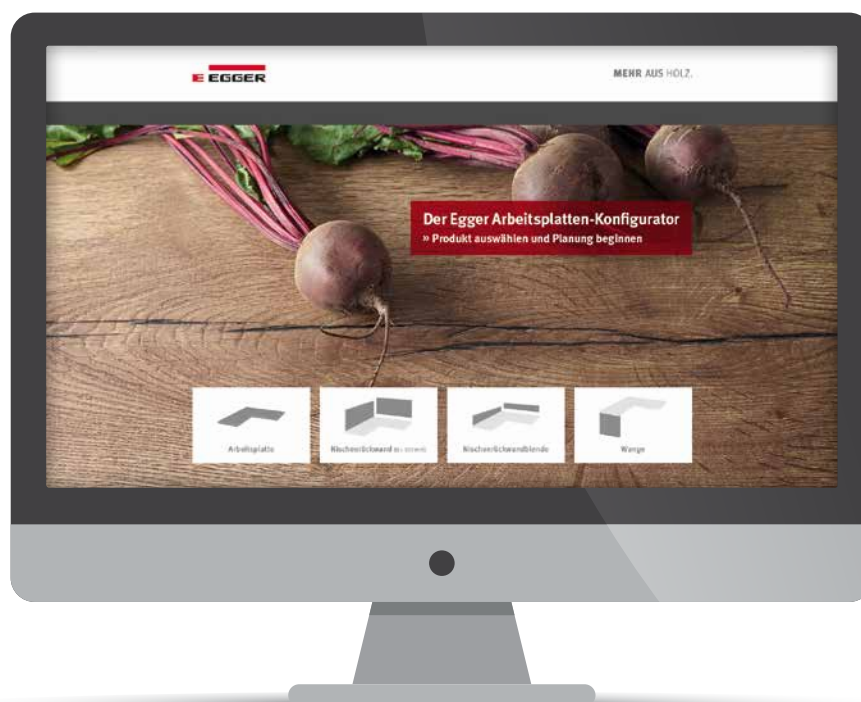 E EGGER
MEHR AUS HOLZ.
Der Egger Arbeitsplatten-Konfigurator
» Produkt auswählen und Planung beginnen
Arbeitsplatte
Nischenrückwand
Nischenrückwandblende
Wange